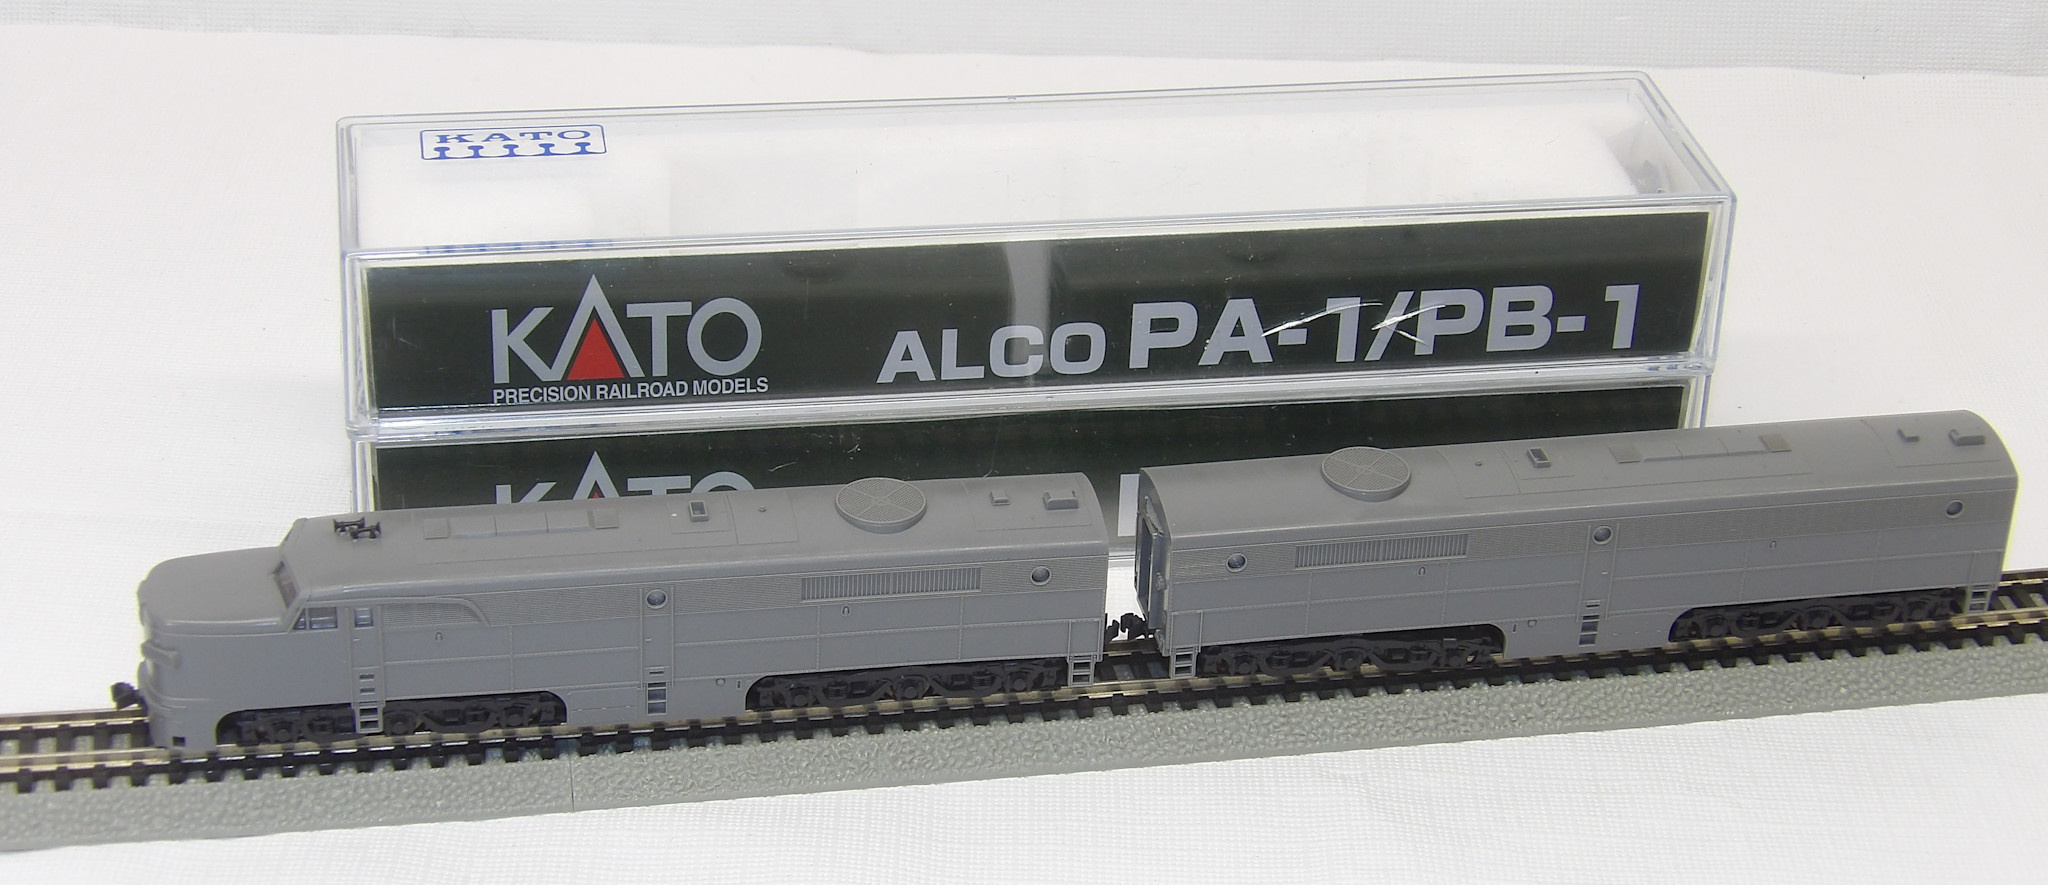 KATO
KATO
PRECISION RAILROAD MODELS
ALCO PA-1/PB-1
KATO